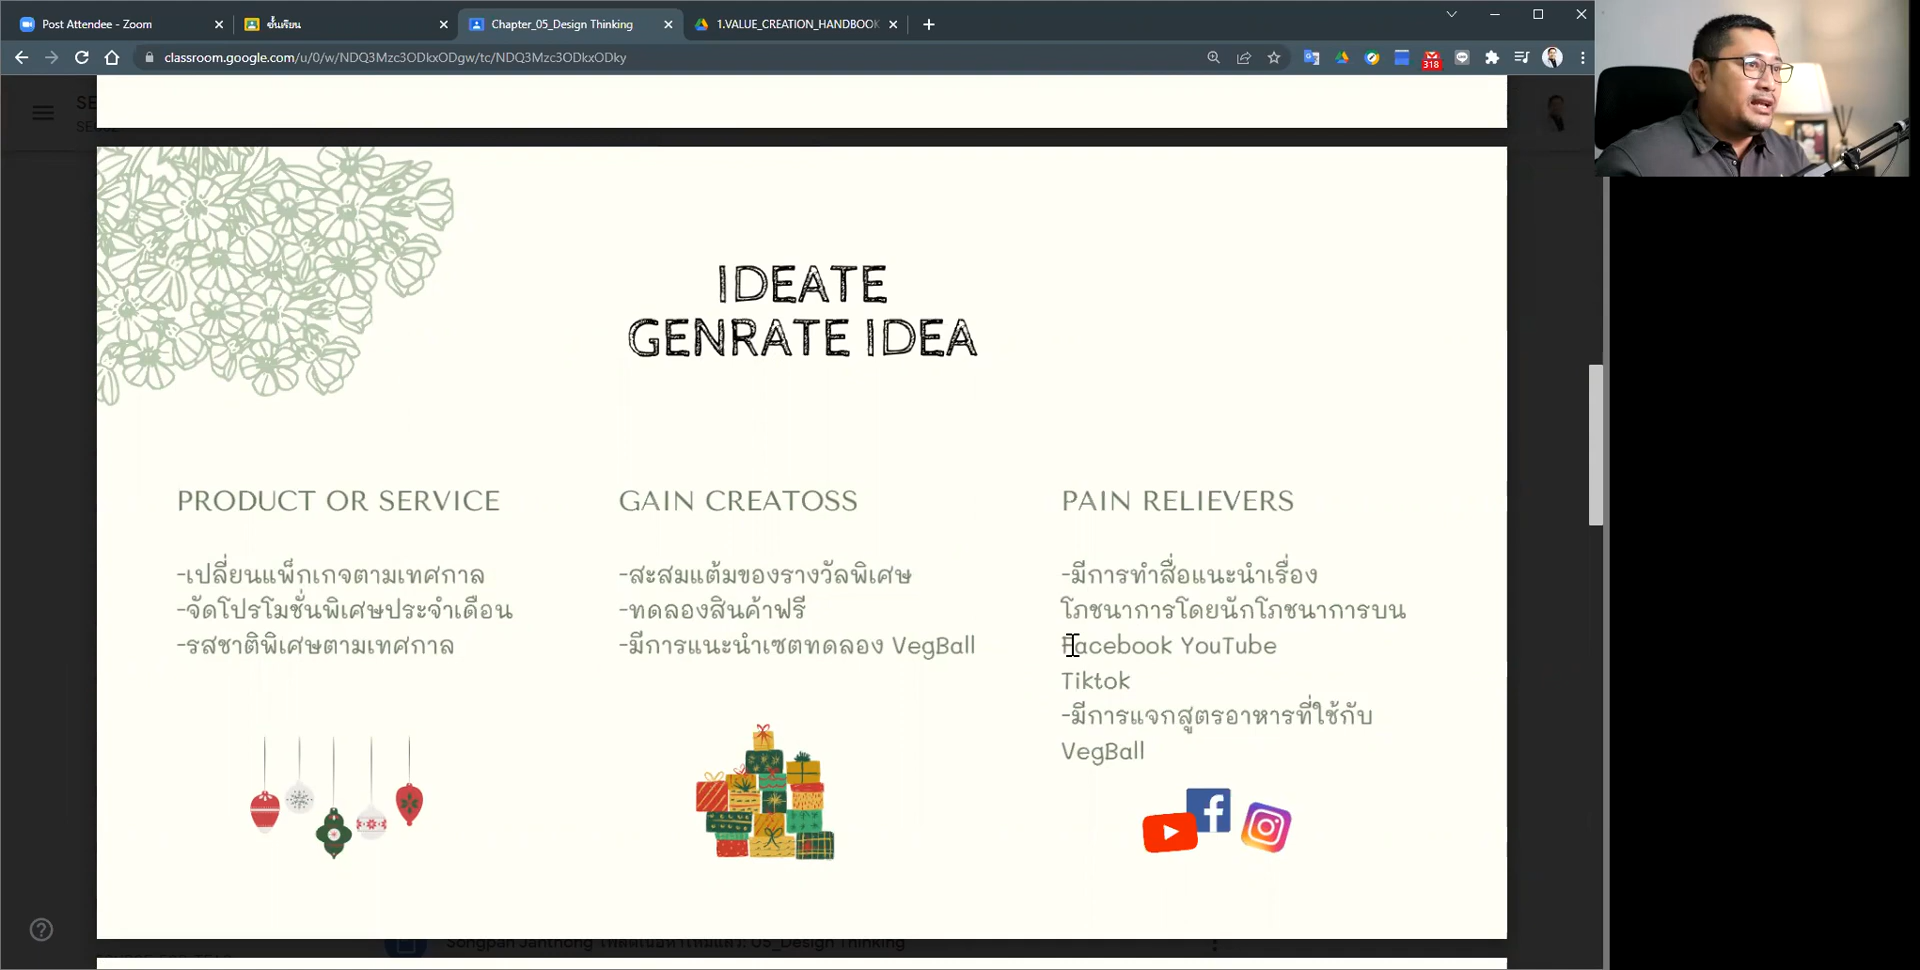 Post Attendee - Zoom
ชั้นเรียน
Chapter_05_Design Thinking
1.VALUE_CREATION_HANDBOOK
classroom.google.com/u/0/w/NDQ3Mzc3ODkxODgw/tc/NDQ3Mzc3ODkxODky
318
IDEATE
GENRATE IDEA
PRODUCT OR SERVICE
-เปลี่ยนแพ็กเกจตามเทศกาล
-จัดโปรโมชั่นพิเศษประจำเดือน
-รสชาติพิเศษตามเทศกาล
GAIN CREATOSS
-สะสมแต้มของรางวัลพิเศษ
-ทดลองสินค้าฟรี
-มีการแนะนำเซตทดลอง VegBall
PAIN RELIEVERS
-มีการทำสื่อแนะนำเรื่อง
โภชนาการโดยนักโภชนาการบน
Facebook YouTube
Tiktok
-มีการแจกสูตรอาหารที่ใช้กับ
VegBall